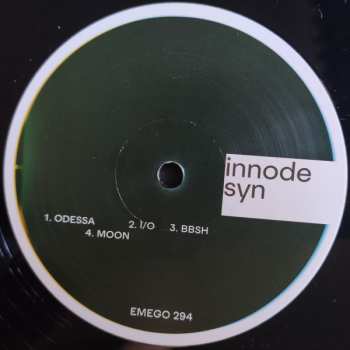 innode
syn
1. ODESSA 2. I/O 3. BBSH
4. MOON
EMEGO 294